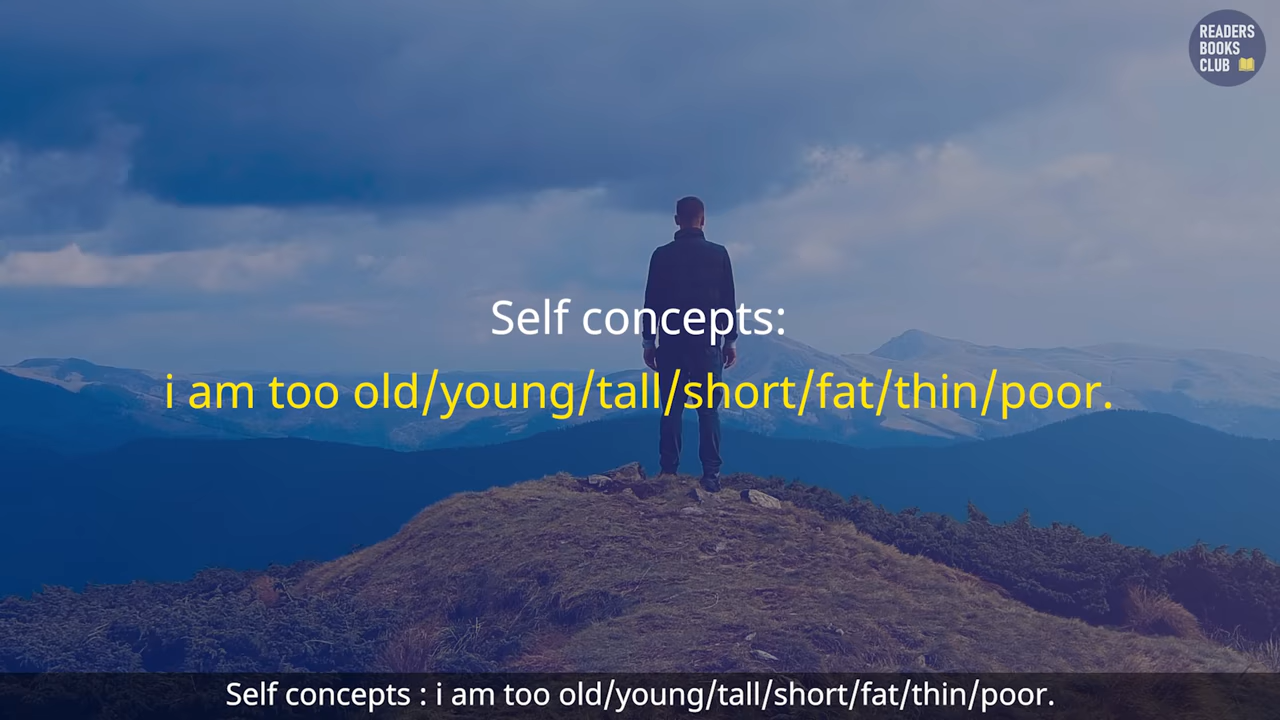 READERS
BOOKS
CLUB
Self concepts:
i am too old/young/tall/short/fat/thin/poor.
Self concepts : i am too old/young/tall/short/fat/thin/poor.